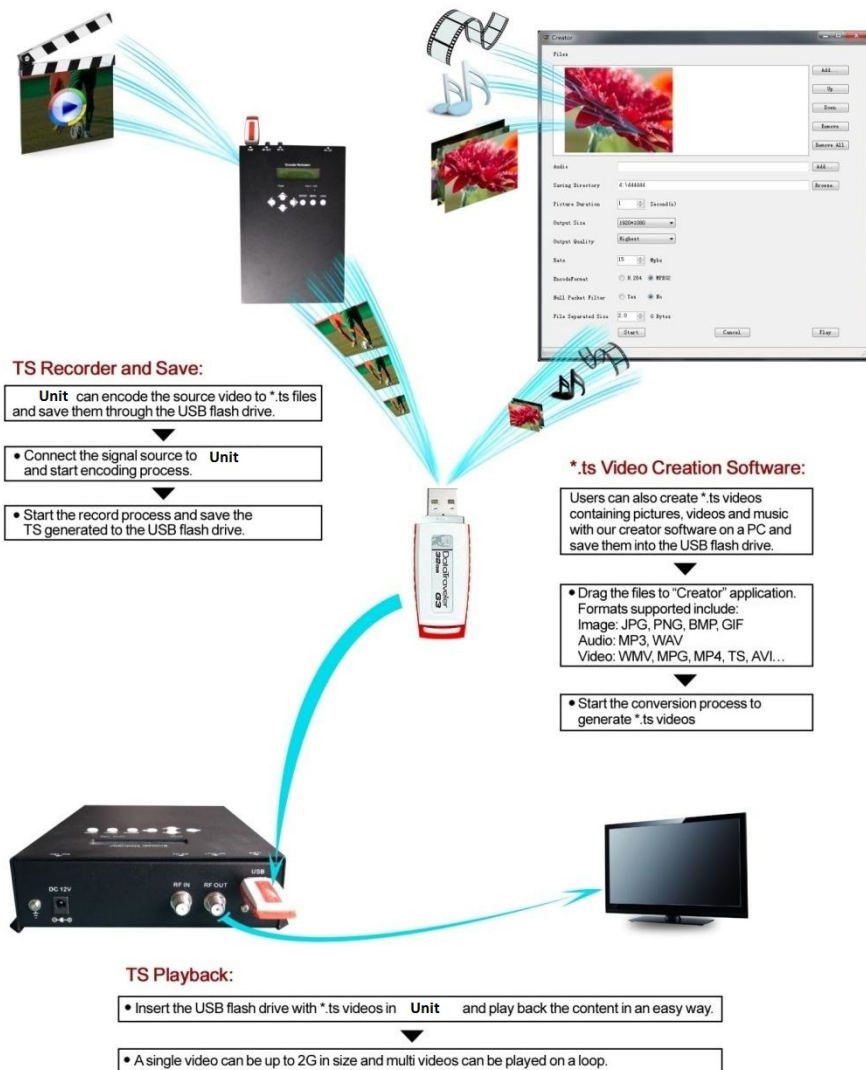 Creator
Files
Add...
Up
Down
Remove
Remove All
Audio
Add...
Saving Directory
Browse...
Picture Duration 1 Second(s)
Output Size 1920*1080
Output Quality Highest
Rate 15 Mpbs
EncodeFormat H.264 MPEG2
Null Packet Filter Yes No
File Separated Size 2.0 G Bytes
Start Cancel Play
TS Recorder and Save:
Unit can encode the source video to *.ts files
and save them through the USB flash drive.
• Connect the signal source to Unit
and start encoding process.
• Start the record process and save the
TS generated to the USB flash drive.
DataTraveler
32GB
G3
*.ts Video Creation Software:
Users can also create *.ts videos
containing pictures, videos and music
with our creator software on a PC and
save them into the USB flash drive.
• Drag the files to “Creator” application.
Formats supported include:
Image: JPG, PNG, BMP, GIF
Audio: MP3, WAV
Video: WMV, MPG, MP4, TS, AVI...
• Start the conversion process to
generate *.ts videos
DC 12V
RF IN
RF OUT
USB
TS Playback:
• Insert the USB flash drive with *.ts videos in Unit and play back the content in an easy way.
• A single video can be up to 2G in size and multi videos can be played on a loop.